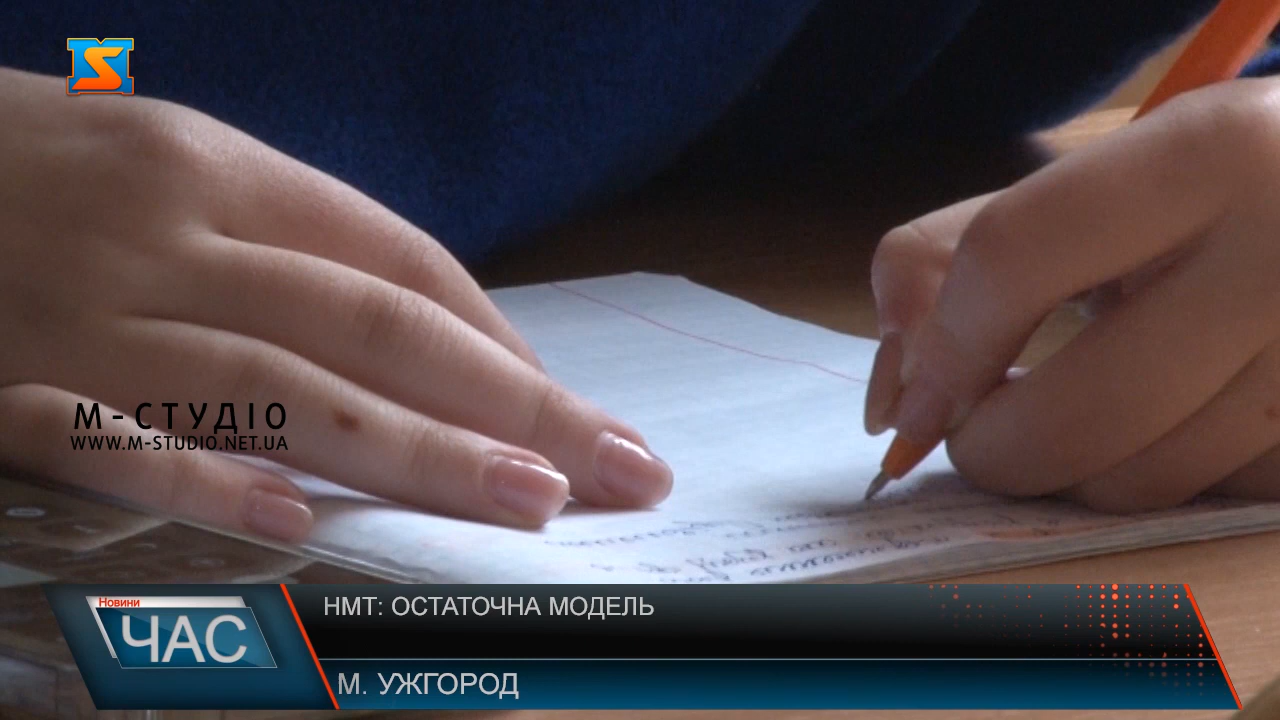 М-СТУДІО
WWW.M-STUDIO.NET.UA
Новини
ЧАС
НМТ: ОСТАТОЧНА МОДЕЛЬ
М. УЖГОРОД